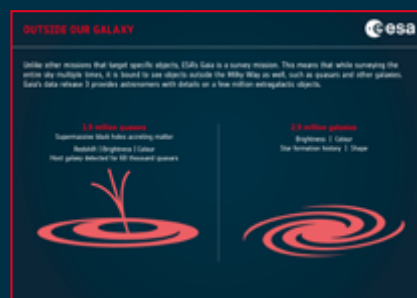 OUTSIDE OUR GALAXY
esa
Unlike other missions that target specific objects, ESA's Gaia is a survey mission. This means that while surveying the
entire sky multiple times, it is bound to see objects outside the Milky Way as well, such as quasars and other galaxies.
Gaia's data release 3 provides astronomers with details on a few million extragalactic objects.
1,9 million quasars
Supermassive black holes accreting matter
Redshift | Brightness | Colour
Host galaxy detected for 60 thousand quasars
2,9 million galaxies
Brightness | Colour
Star formation history | Shape